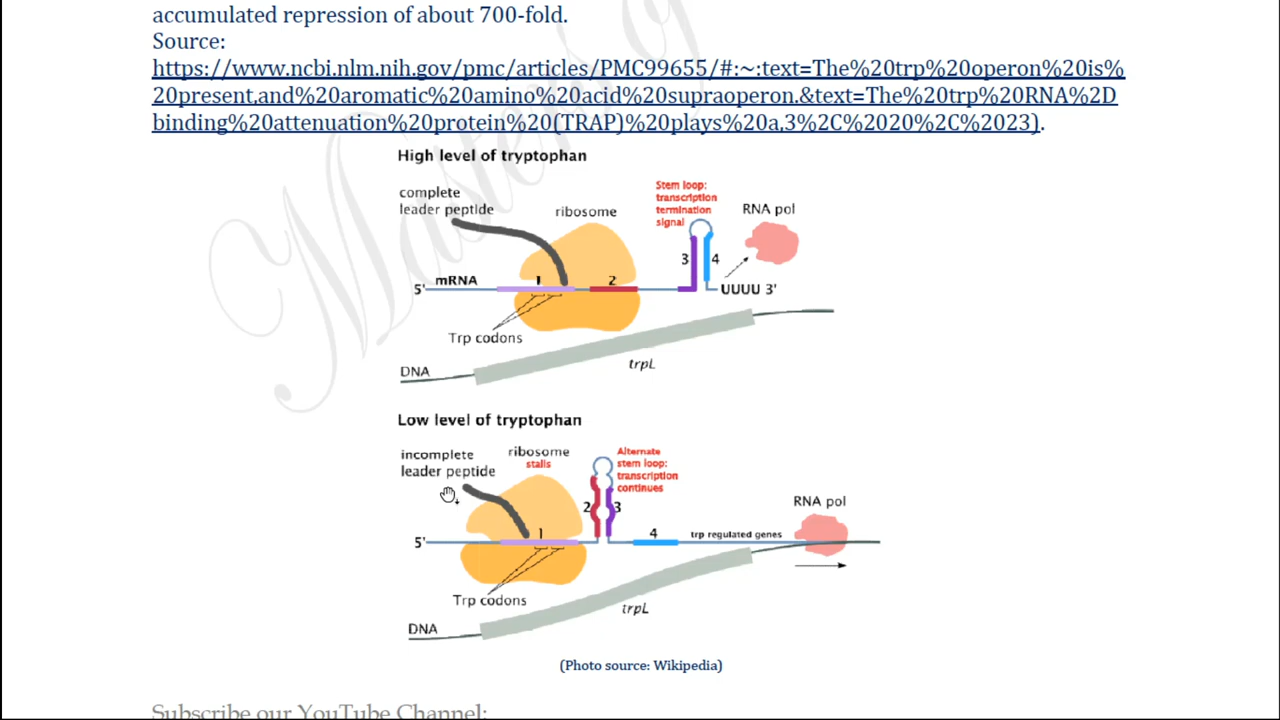 accumulated repression of about 700-fold.
Source:
https://www.ncbi.nlm.nih.gov/pmc/articles/PMC99655/#:~:text=The%20trp%20operon%20is%
20present,and%20aromatic%20amino%20acid%20supraoperon.&text=The%20trp%20RNA%2D
binding%20attenuation%20protein%20(TRAP)%20plays%20a,3%2C%2020%2C%2023).
Masters of
High level of tryptophan
complete
leader peptide
ribosome
Stem loop:
transcription
termination
signal
RNA pol
3
4
5'
mRNA
1
2
UUUU 3'
Trp codons
trpL
DNA
Low level of tryptophan
incomplete
leader peptide
ribosome
stalls
Alternate
stem loop:
transcription
continues
RNA pol
2
3
5'
1
4
trp regulated genes
Trp codons
trpL
DNA
(Photo source: Wikipedia)
Subscribe our YouTube Channel: